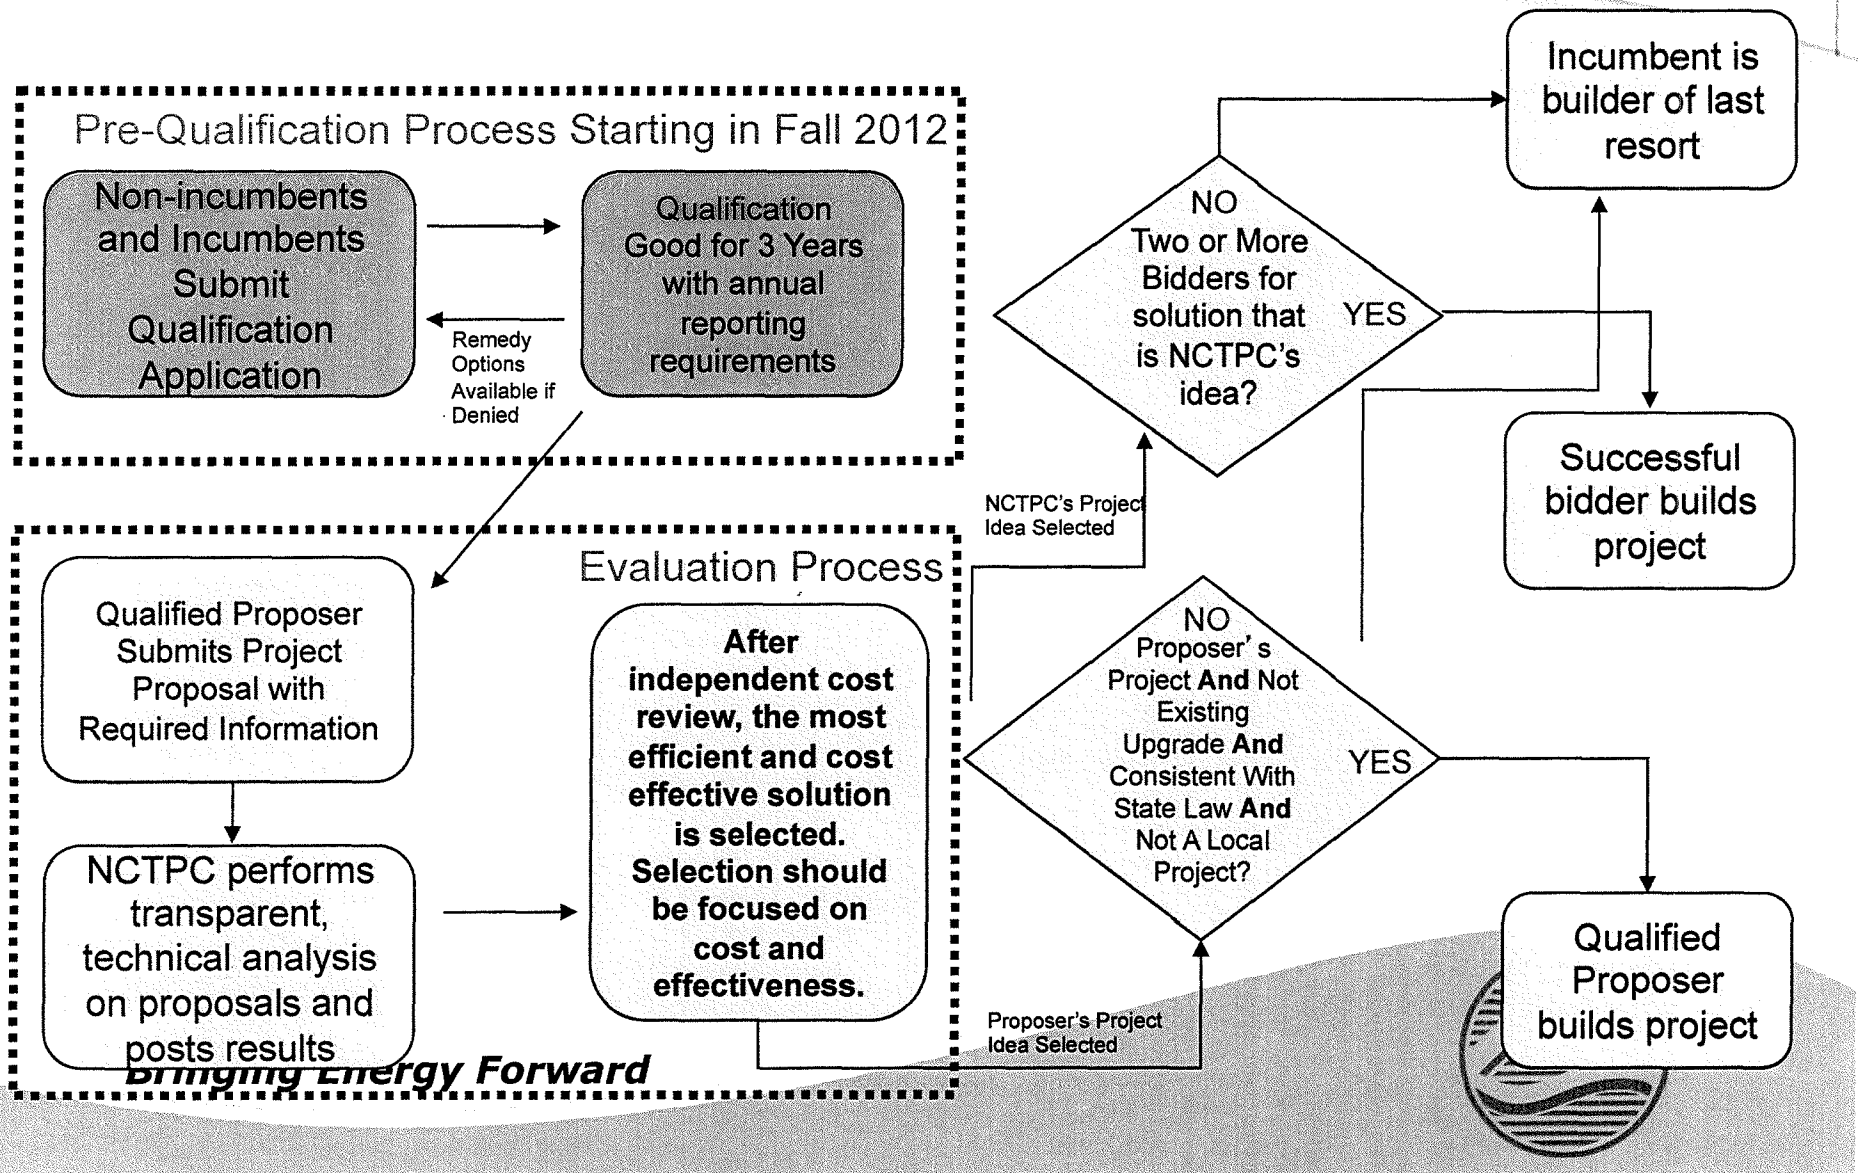 Pre-Qualification Process Starting in Fall 2012
Non-incumbents
and Incumbents
Submit
Qualification
Application
Qualification
Good for 3 Years
with annual
reporting
requirements
Remedy
Options
Available if
Denied
Evaluation Process
Qualified Proposer
Submits Project
Proposal with
Required Information
NCTPC performs
transparent,
technical analysis
on proposals and
posts results
After
independent cost
review, the most
efficient and cost
effective solution
is selected.
Selection should
be focused on
cost and
effectiveness.
NCTPC's Project
Idea Selected
Proposer's Project
Idea Selected
NO
Two or More
Bidders for
solution that
is NCTPC's
idea?
YES
Incumbent is
builder of last
resort
Successful
bidder builds
project
NO
Proposer's
Project And Not
Existing
Upgrade And
Consistent With
State Law And
Not A Local
Project?
YES
Qualified
Proposer
builds project
Bringing Energy Forward